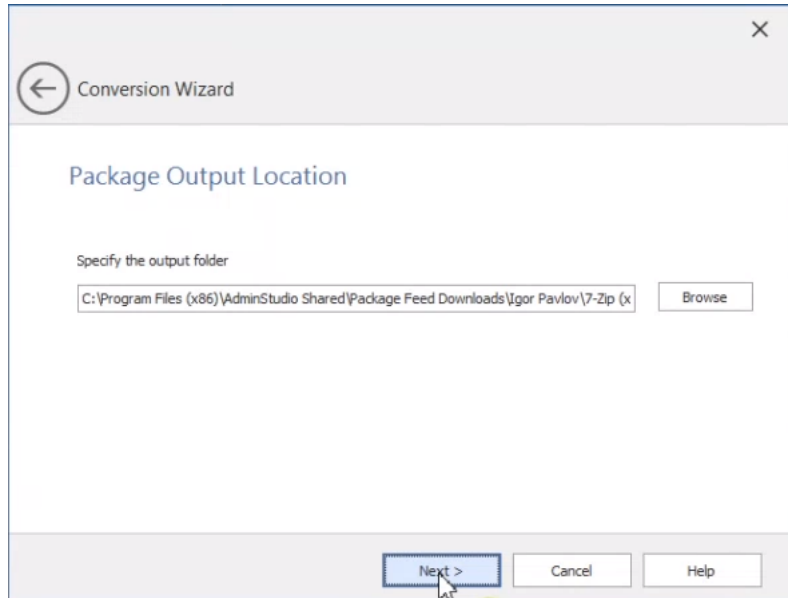 Conversion Wizard
Package Output Location
Specify the output folder
C:\Program Files (x86)\AdminStudio Shared\Package Feed Downloads\Igor Pavlov\7-Zip (x
Browse
Next >
Cancel
Help